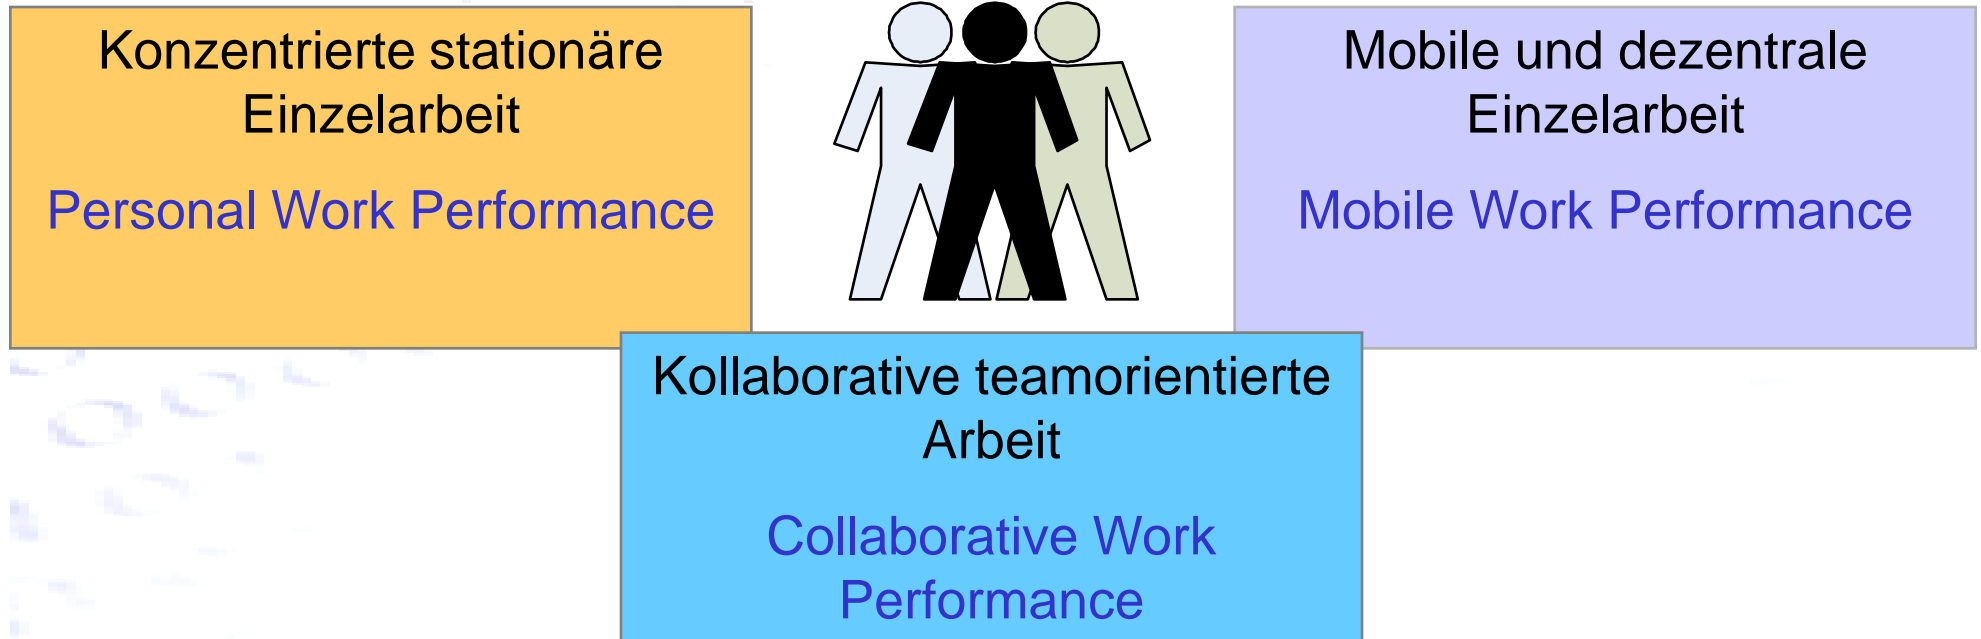 Konzentrierte stationäre
Einzelarbeit
Personal Work Performance
Mobile und dezentrale
Einzelarbeit
Mobile Work Performance
Kollaborative teamorientierte
Arbeit
Collaborative Work
Performance